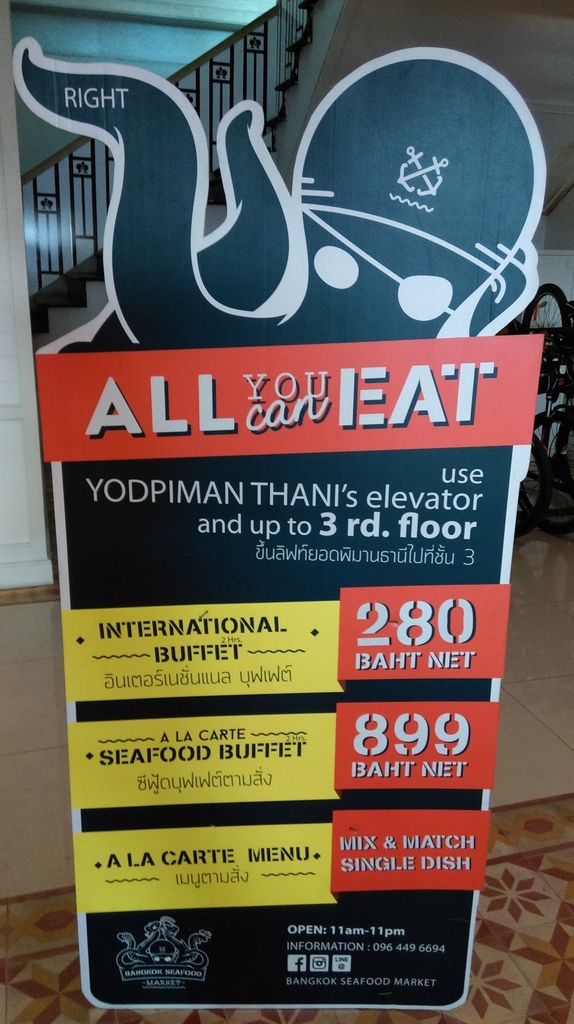 RIGHT
ALL YOU can EAT
use
YODPIMAN THANI's elevator
and up to 3 rd. floor
ขึ้นลิฟท์ยอดพิมานธานีไปที่ชั้น 3
INTERNATIONAL
BUFFET 2 Hrs.
อินเตอร์เนชั่นแนล บุฟเฟต์
280
BAHT NET
A LA CARTE
SEAFOOD BUFFET 2 Hrs.
ซีฟู้ดบุฟเฟต์ตามสั่ง
899
BAHT NET
A LA CARTE MENU
เมนูตามสั่ง
MIX & MATCH
SINGLE DISH
BANGKOK SEAFOOD
MARKET
OPEN: 11am-11pm
INFORMATION : 096 449 6694
f LINE @
BANGKOK SEAFOOD MARKET